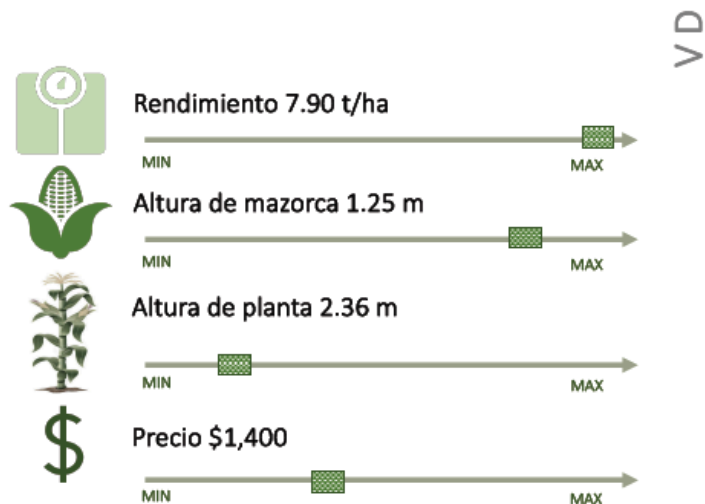 V D
Rendimiento 7.90 t/ha
MIN MAX
Altura de mazorca 1.25 m
MIN MAX
Altura de planta 2.36 m
MIN MAX
$
Precio $1,400
MIN MAX